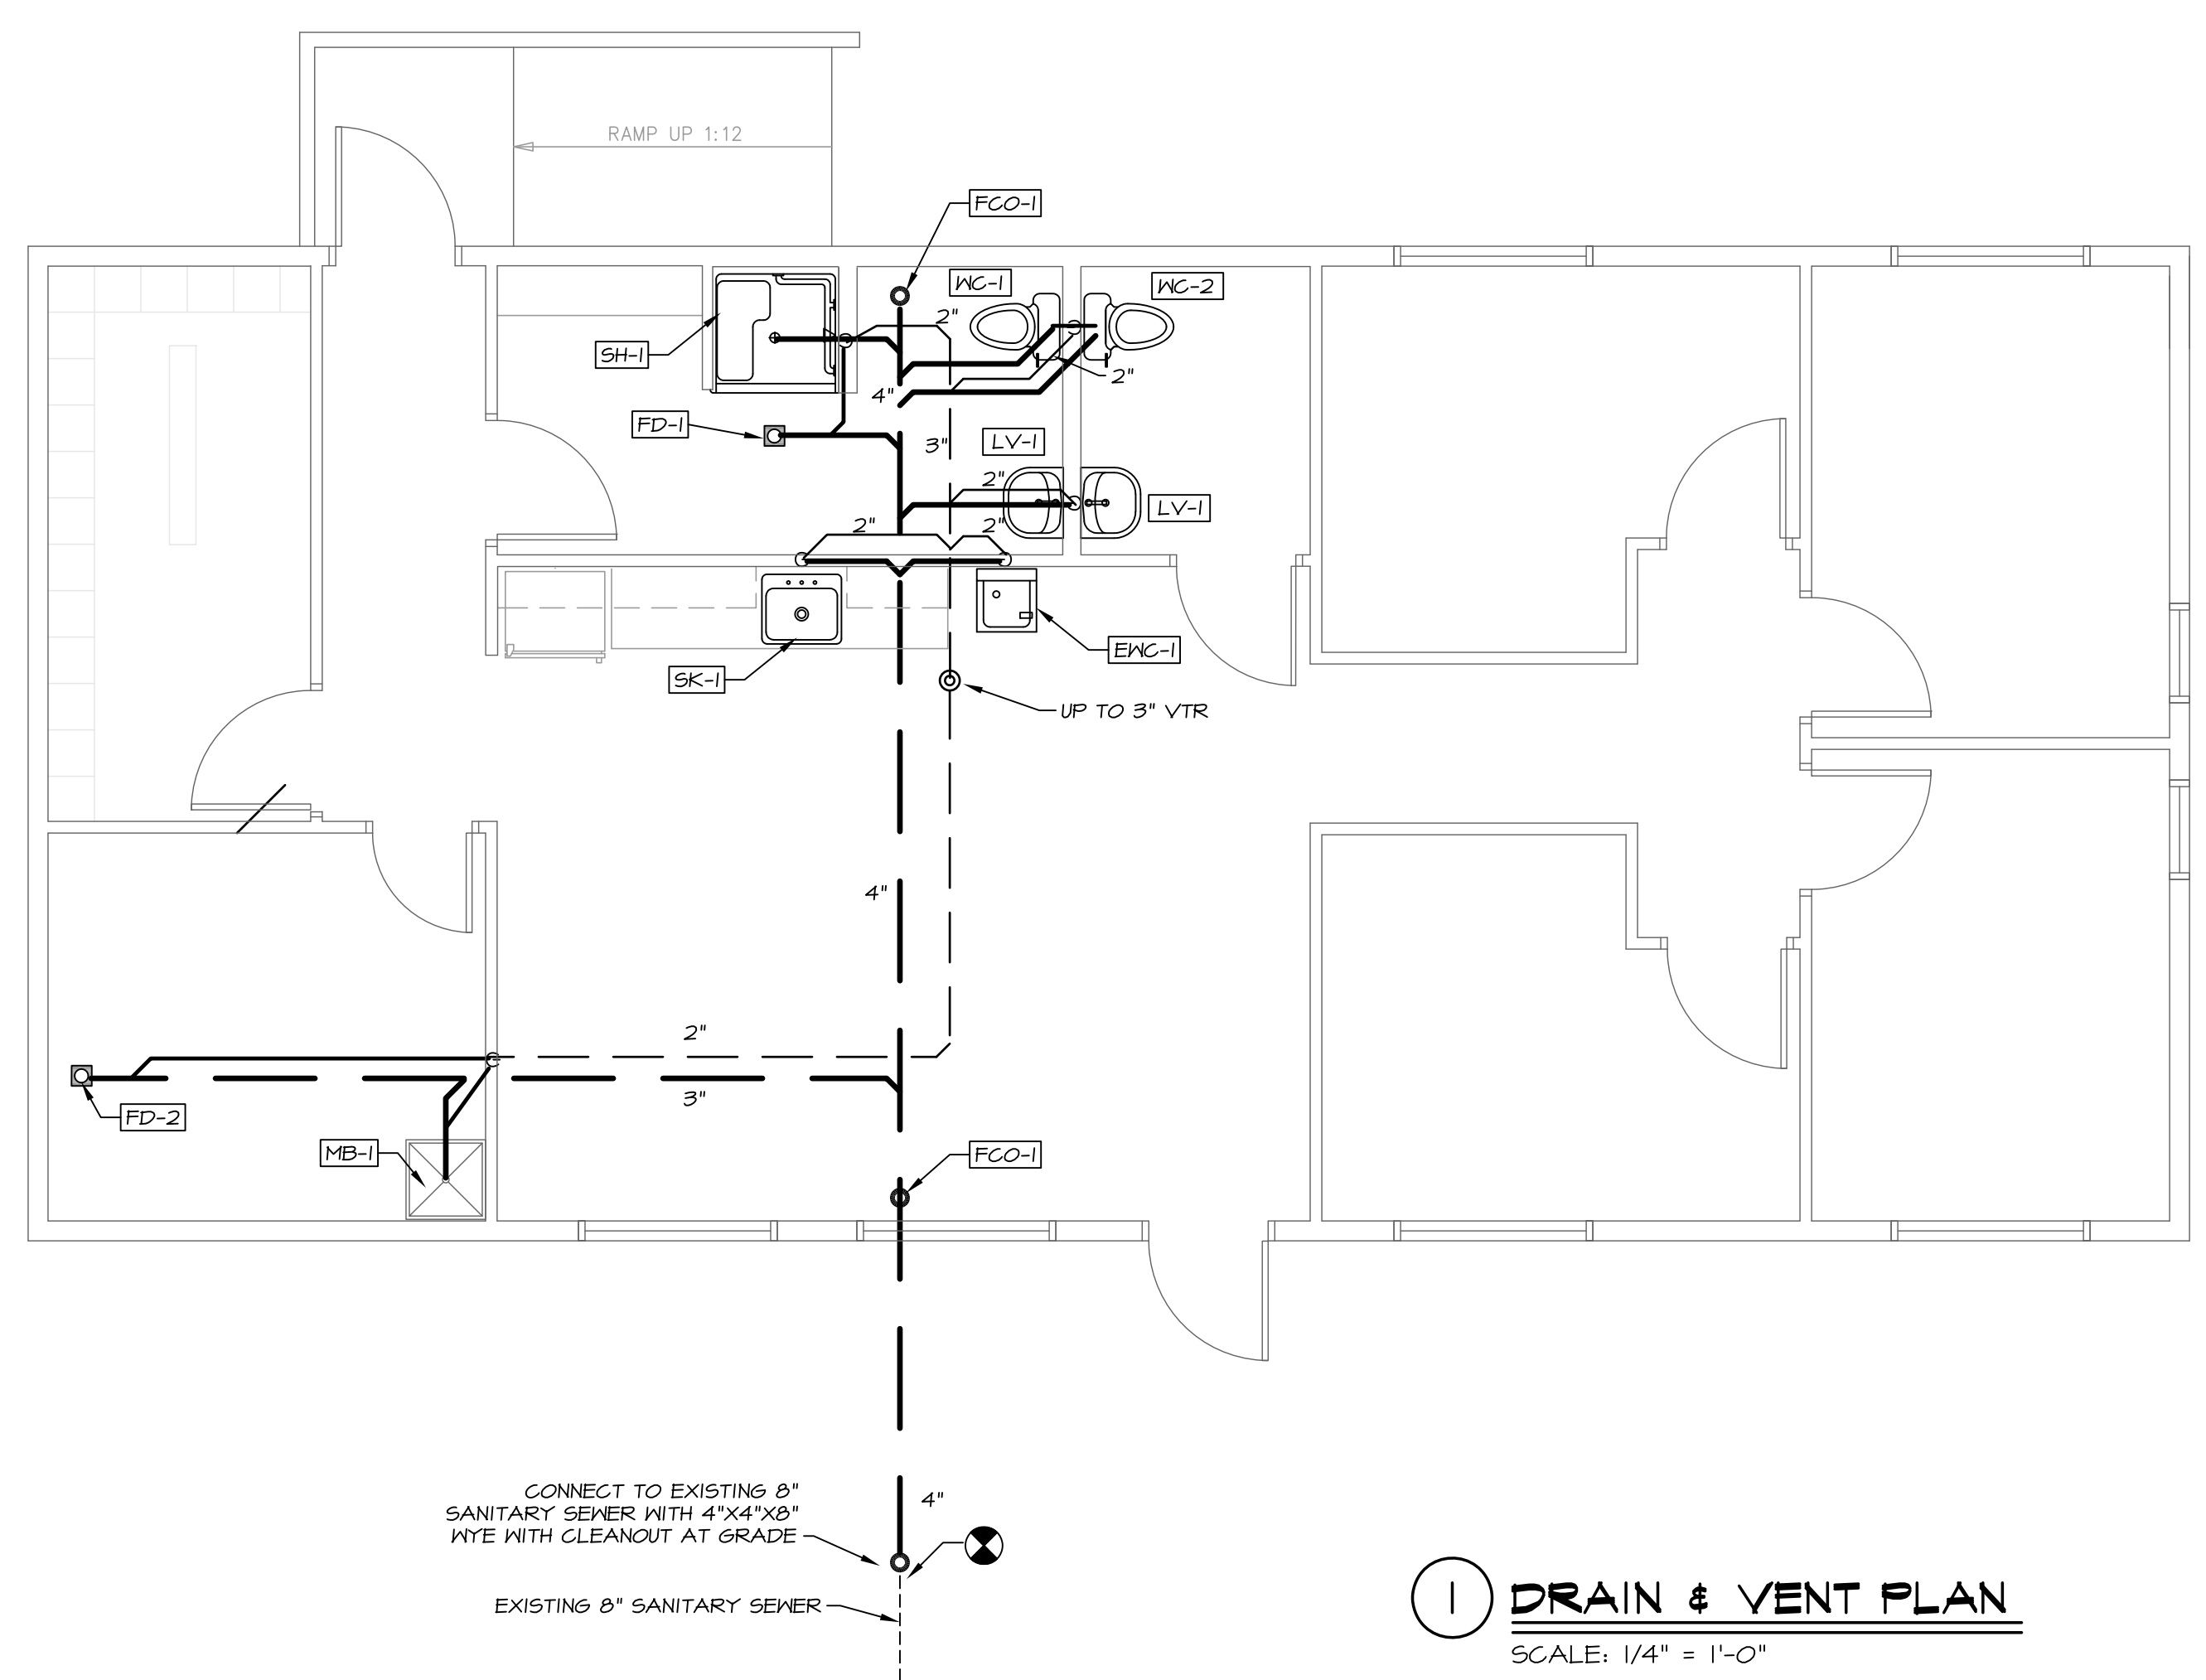 RAMP UP 1:12
FCO-1
WC-1
WC-2
2"
SH-1
2"
4"
FD-1
3"
LV-1
2"
LV-1
2"
2"
EWC-1
SK-1
UP TO 3" VTR
4"
2"
3"
FD-2
MB-1
FCO-1
CONNECT TO EXISTING 8"
SANITARY SEWER WITH 4"X4"X8"
WYE WITH CLEANOUT AT GRADE
4"
EXISTING 8" SANITARY SEWER
1
DRAIN & VENT PLAN
SCALE: 1/4" = 1'-0"